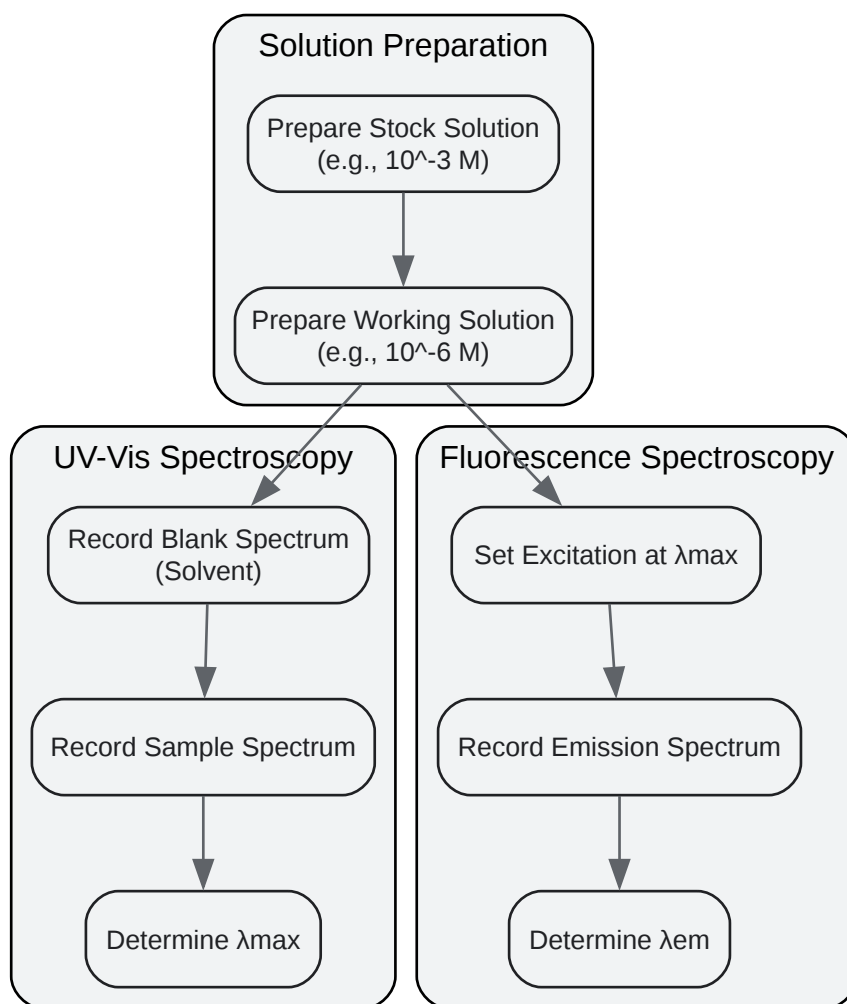 Solution Preparation
Prepare Stock Solution
(e.g., 10^-3 M)
Prepare Working Solution
(e.g., 10^-6 M)
UV-Vis Spectroscopy
Record Blank Spectrum
(Solvent)
Record Sample Spectrum
Determine λmax
Fluorescence Spectroscopy
Set Excitation at λmax
Record Emission Spectrum
Determine λem